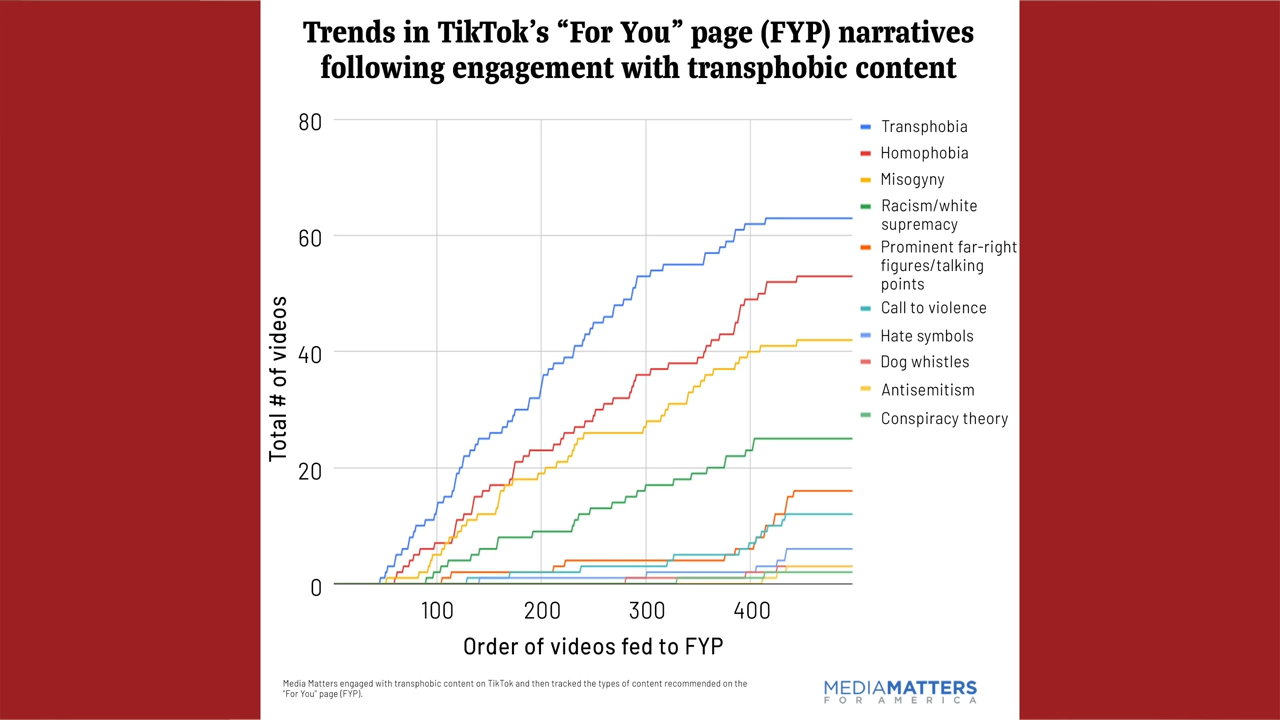 Trends in TikTok's “For You” page (FYP) narratives
following engagement with transphobic content
80
60
40
20
0
Total # of videos
100
200
300
400
Order of videos fed to FYP
Transphobia
Homophobia
Misogyny
Racism/white
supremacy
Prominent far-right
figures/talking
points
Call to violence
Hate symbols
Dog whistles
Antisemitism
Conspiracy theory
Media Matters engaged with transphobic content on TikTok and then tracked the types of content recommended on the
"For You" page (FYP).
MEDIAMATTERS
FOR AMERICA